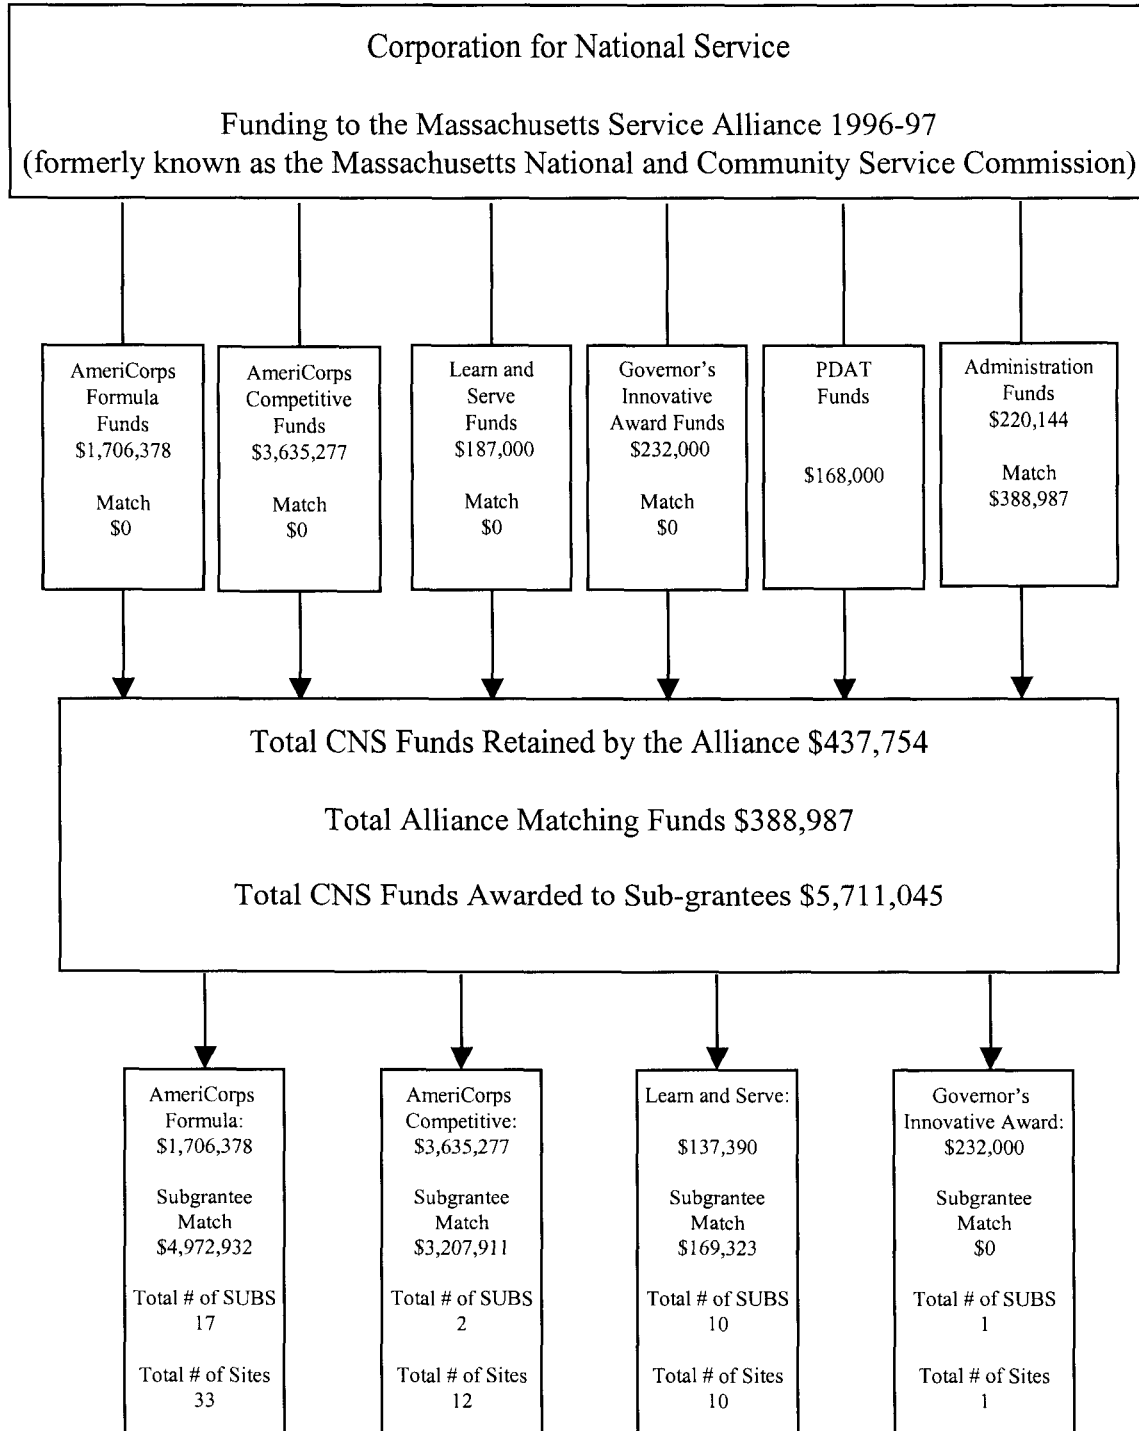 Corporation for National Service
Funding to the Massachusetts Service Alliance 1996-97
(formerly known as the Massachusetts National and Community Service Commission)
AmeriCorps
Formula
Funds
$1,706,378
Match
$0
AmeriCorps
Competitive
Funds
$3,635,277
Match
$0
Learn and
Serve
Funds
$187,000
Match
$0
Governor's
Innovative
Award Funds
$232,000
Match
$0
PDAT
Funds
$168,000
Administration
Funds
$220,144
Match
$388,987
Total CNS Funds Retained by the Alliance $437,754
Total Alliance Matching Funds $388,987
Total CNS Funds Awarded to Sub-grantees $5,711,045
AmeriCorps
Formula:
$1,706,378
Subgrantee
Match
$4,972,932
Total # of SUBS
17
Total # of Sites
33
AmeriCorps
Competitive:
$3,635,277
Subgrantee
Match
$3,207,911
Total # of SUBS
2
Total # of Sites
12
Learn and Serve:
$137,390
Subgrantee
Match
$169,323
Total # of SUBS
10
Total # of Sites
10
Governor's
Innovative Award:
$232,000
Subgrantee
Match
$0
Total # of SUBS
1
Total # of Sites
1